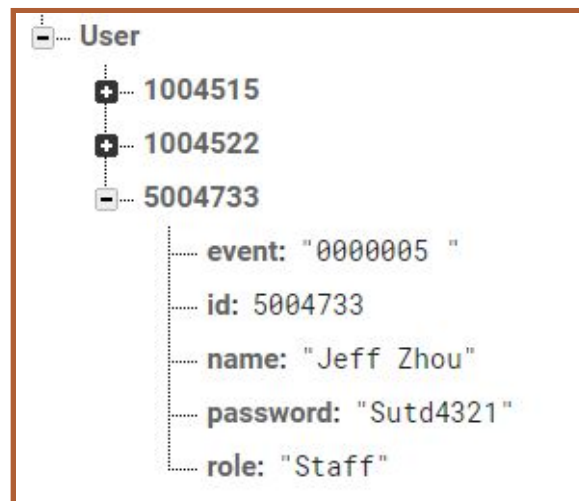 User
1004515
1004522
5004733
event: "0000005 "
id: 5004733
name: "Jeff Zhou"
password: "Sutd4321"
role: "Staff"